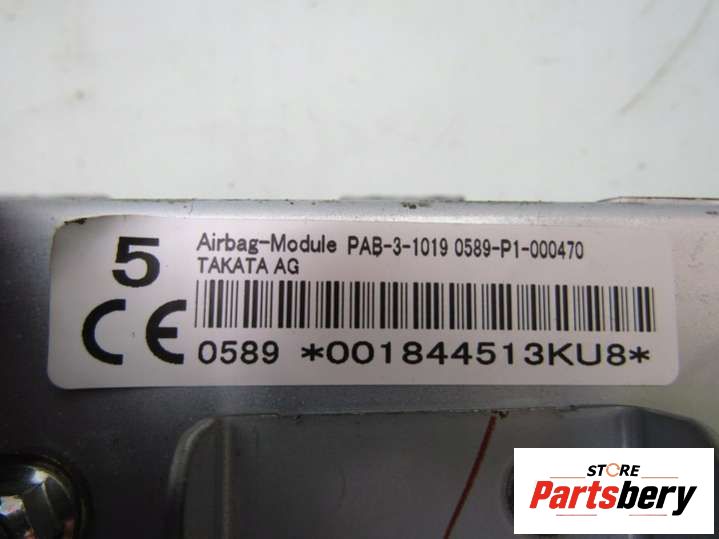 5
Airbag-Module PAB-3-1019 0589-P1-000470
TAKATA AG
CE 0589 *001844513KU8*
STORE
Partsbery